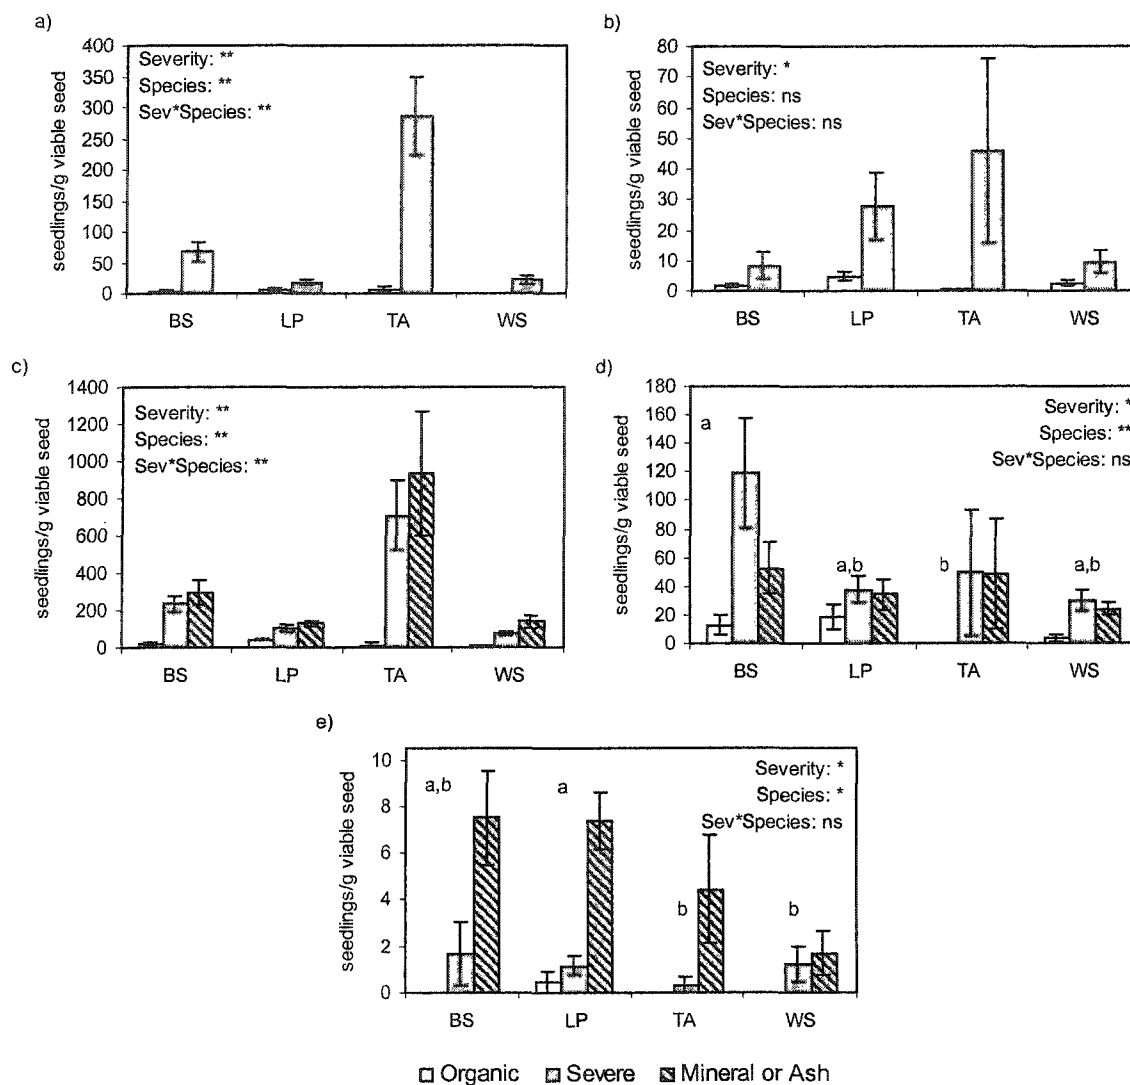 a)
seedlings/g viable seed
400
350
300
250
200
150
100
50
0
Severity: **
Species: **
Sev*Species: **
BS LP TA WS
b)
seedlings/g viable seed
80
70
60
50
40
30
20
10
0
Severity: *
Species: ns
Sev*Species: ns
BS LP TA WS
c)
seedlings/g viable seed
1400
1200
1000
800
600
400
200
0
Severity: **
Species: **
Sev*Species: **
BS LP TA WS
d)
seedlings/g viable seed
180
160
140
120
100
80
60
40
20
0
Severity: *
Species: **
Sev*Species: ns
a a,b b a,b
BS LP TA WS
e)
seedlings/g viable seed
10
8
6
4
2
0
Severity: *
Species: *
Sev*Species: ns
a,b a b b
BS LP TA WS
Organic Severe Mineral or Ash